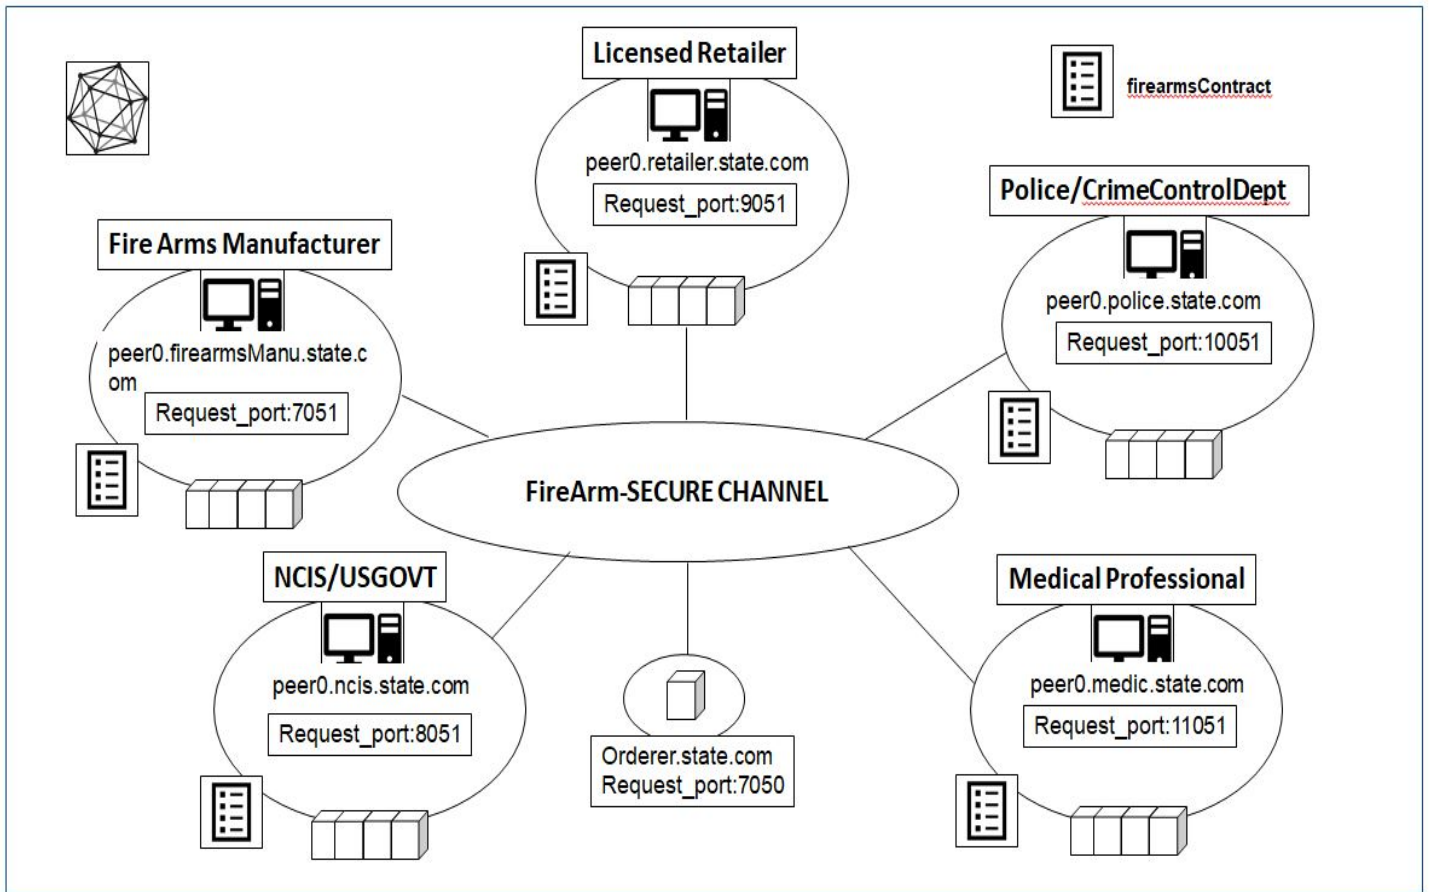 Licensed Retailer
peer0.retailer.state.com
Request_port:9051
firearmsContract
Police/CrimeControlDept
peer0.police.state.com
Request_port:10051
Fire Arms Manufacturer
peer0.firearmsManu.state.c
om
Request_port:7051
FireArm-SECURE CHANNEL
NCIS/USGOVT
peer0.ncis.state.com
Request_port:8051
Orderer.state.com
Request_port:7050
Medical Professional
peer0.medic.state.com
Request_port:11051